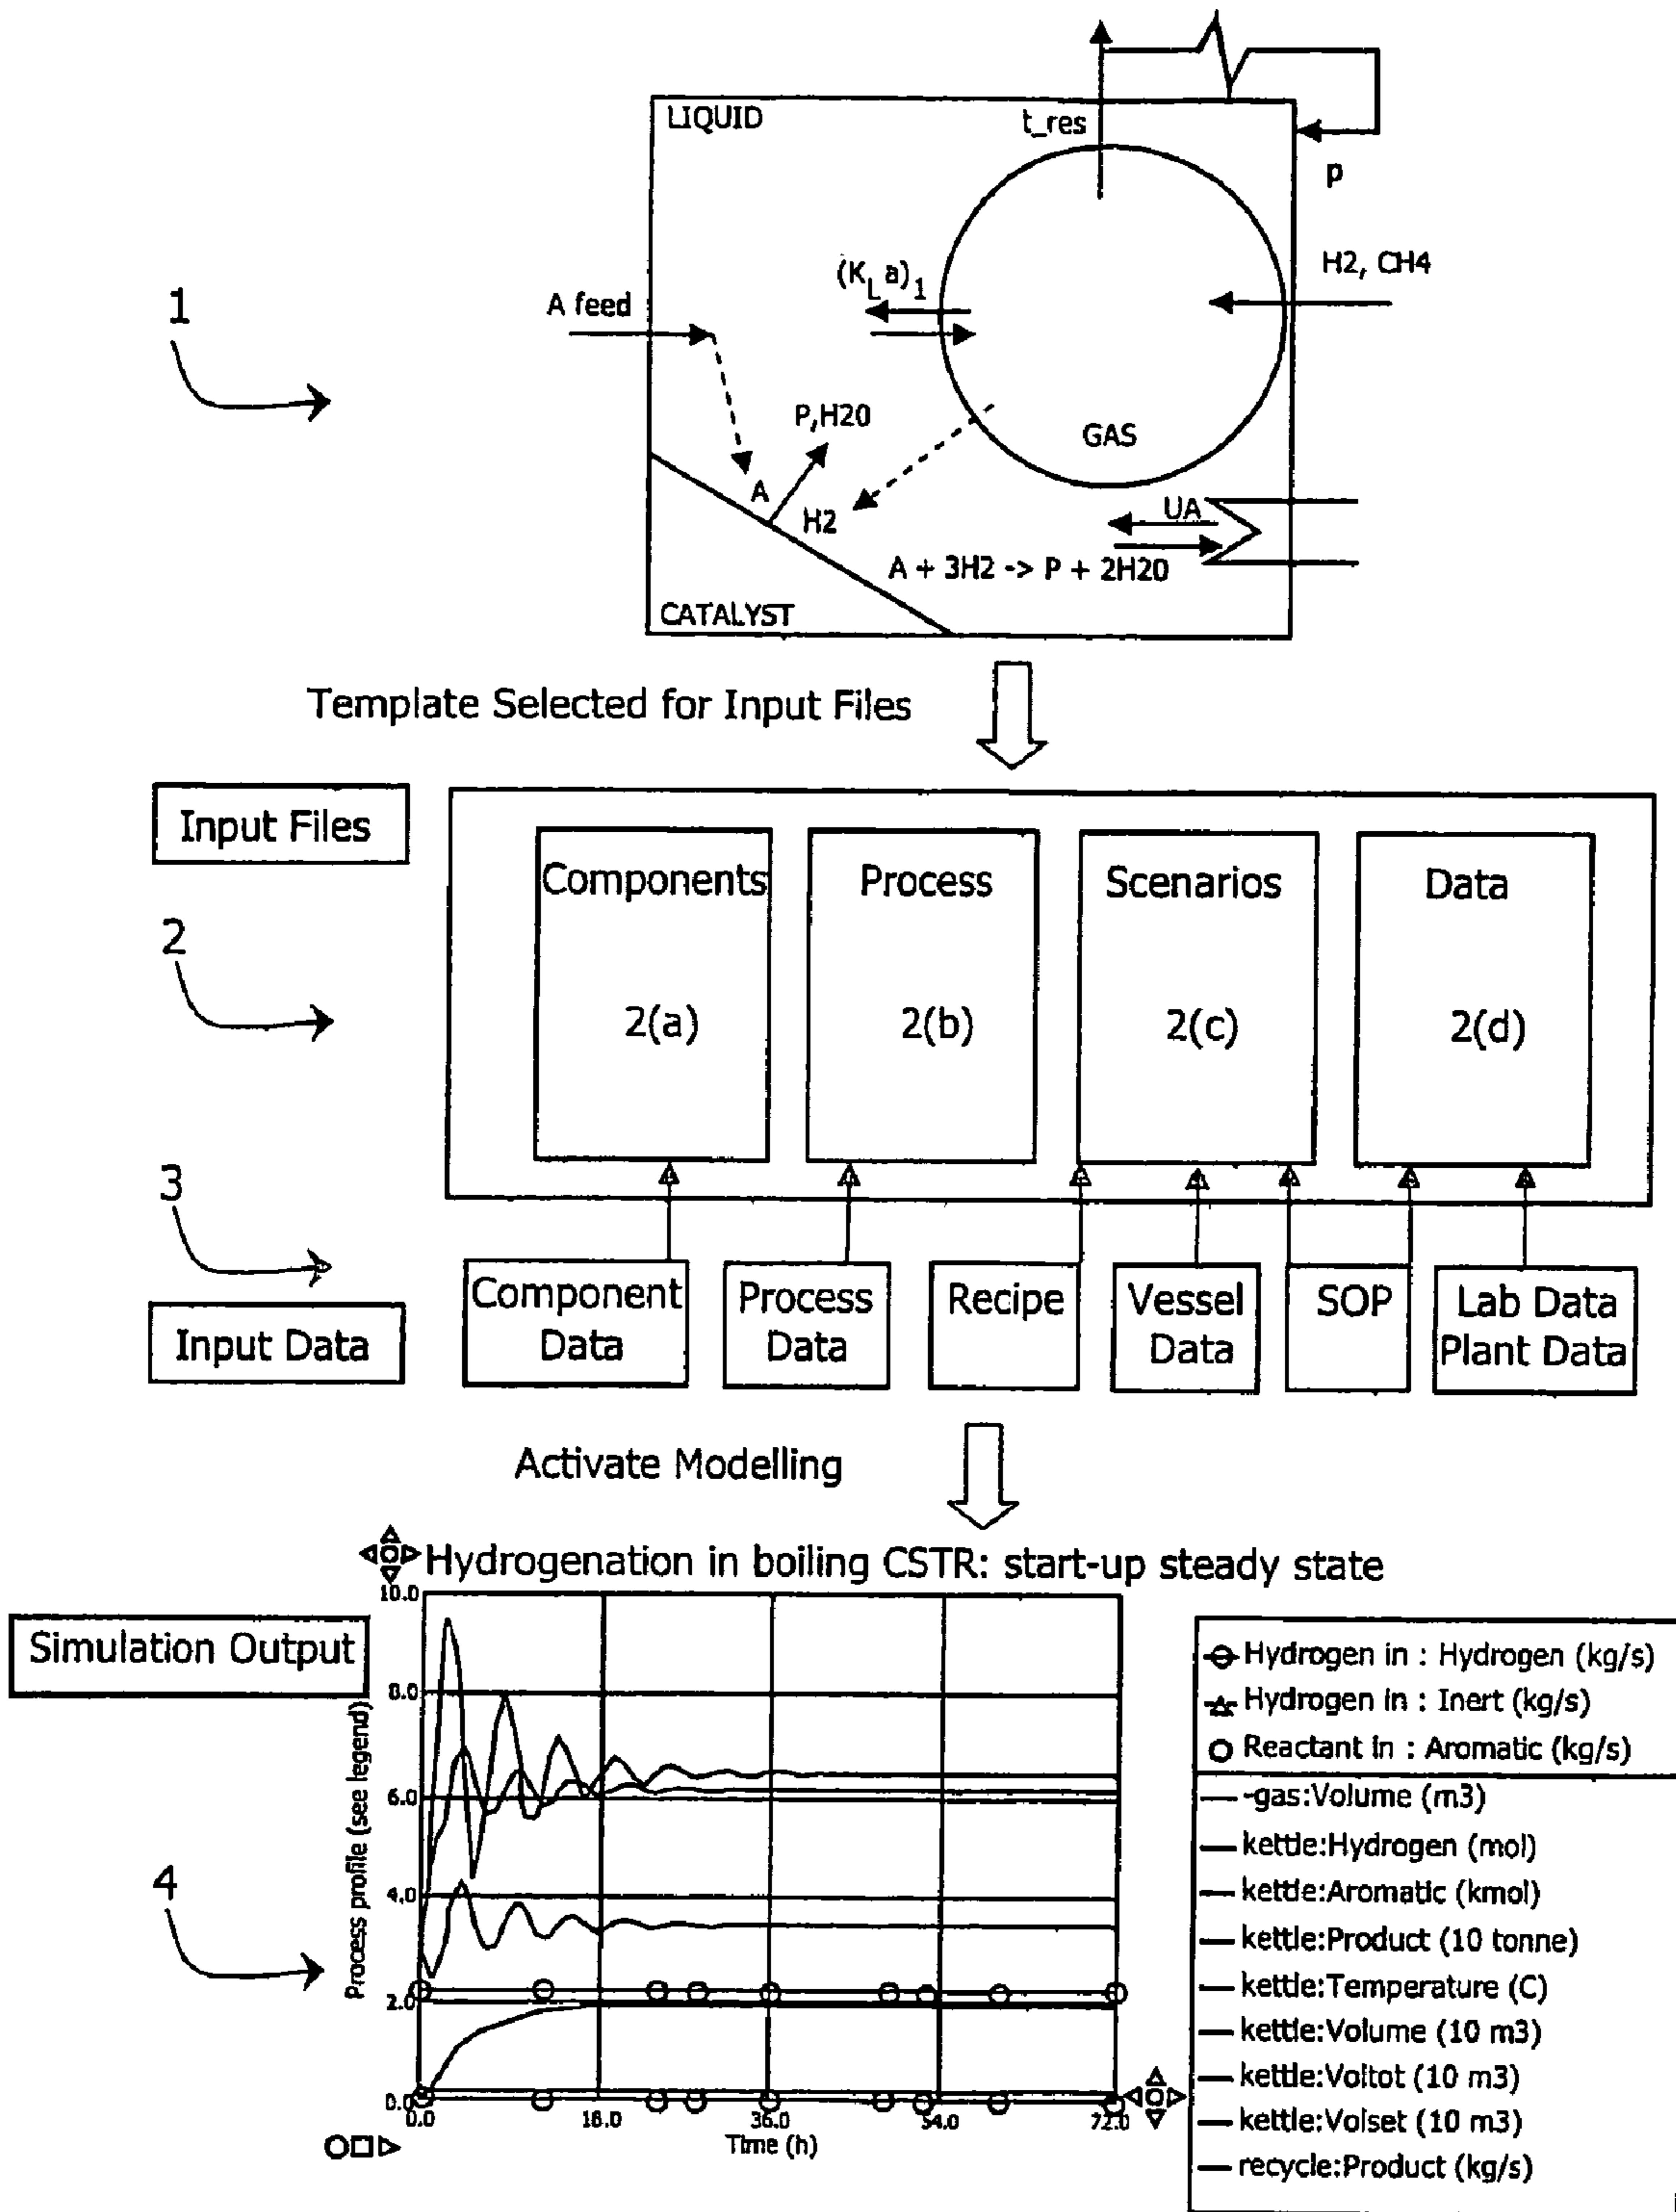 LIQUID
t_res
p
H2, CH4
(K_L a)_1
A feed
1
P,H20
GAS
A
H2
UA
A + 3H2 -> P + 2H20
CATALYST
Template Selected for Input Files
Input Files
Components
Process
Scenarios
Data
2
2(a)
2(b)
2(c)
2(d)
3
Input Data
Component Data
Process Data
Recipe
Vessel Data
SOP
Lab Data
Plant Data
Activate Modelling
Hydrogenation in boiling CSTR: start-up steady state
Simulation Output
4
Process profile (see legend)
10.0
8.0
6.0
4.0
2.0
0.0
0.0
18.0
36.0
54.0
72.0
Time (h)
Hydrogen in : Hydrogen (kg/s)
Hydrogen in : Inert (kg/s)
Reactant in : Aromatic (kg/s)
-gas:Volume (m3)
kettle:Hydrogen (mol)
kettle:Aromatic (kmol)
kettle:Product (10 tonne)
kettle:Temperature (C)
kettle:Volume (10 m3)
kettle:Voltot (10 m3)
kettle:Volset (10 m3)
recycle:Product (kg/s)